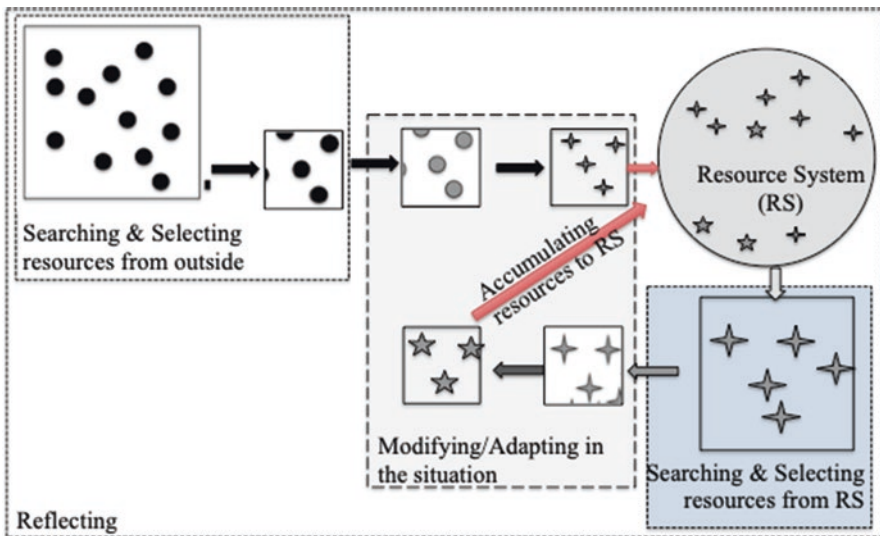 Searching & Selecting
resources from outside
Resource System
(RS)
Accumulating
resources to RS
Modifying/Adapting in
the situation
Searching & Selecting
resources from RS
Reflecting